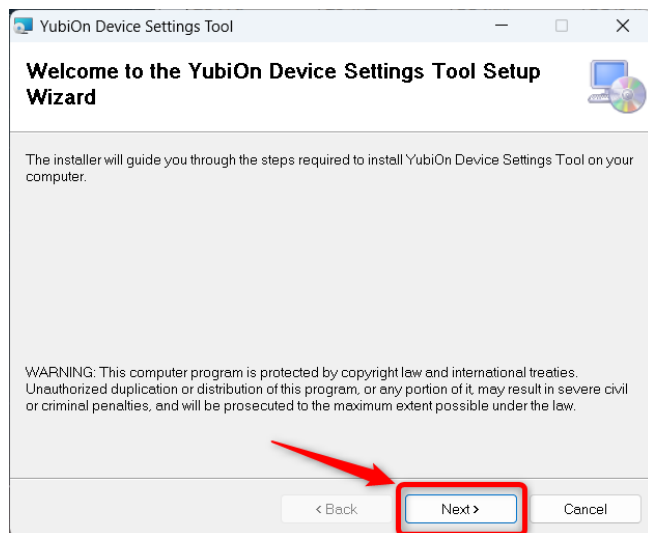 YubiOn Device Settings Tool
Welcome to the YubiOn Device Settings Tool Setup
Wizard
The installer will guide you through the steps required to install YubiOn Device Settings Tool on your
computer.
WARNING: This computer program is protected by copyright law and international treaties.
Unauthorized duplication or distribution of this program, or any portion of it, may result in severe civil
or criminal penalties, and will be prosecuted to the maximum extent possible under the law.
< Back Next > Cancel